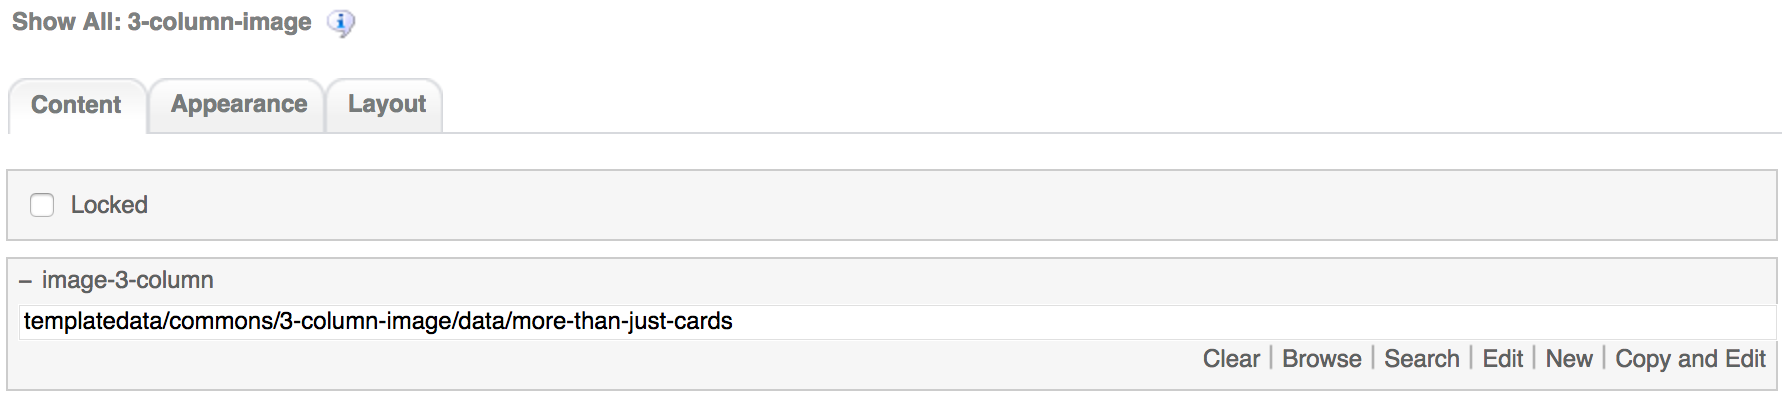 Show All: 3-column-image
Content Appearance Layout
Locked
– image-3-column
templatedata/commons/3-column-image/data/more-than-just-cards
Clear | Browse | Search | Edit | New | Copy and Edit